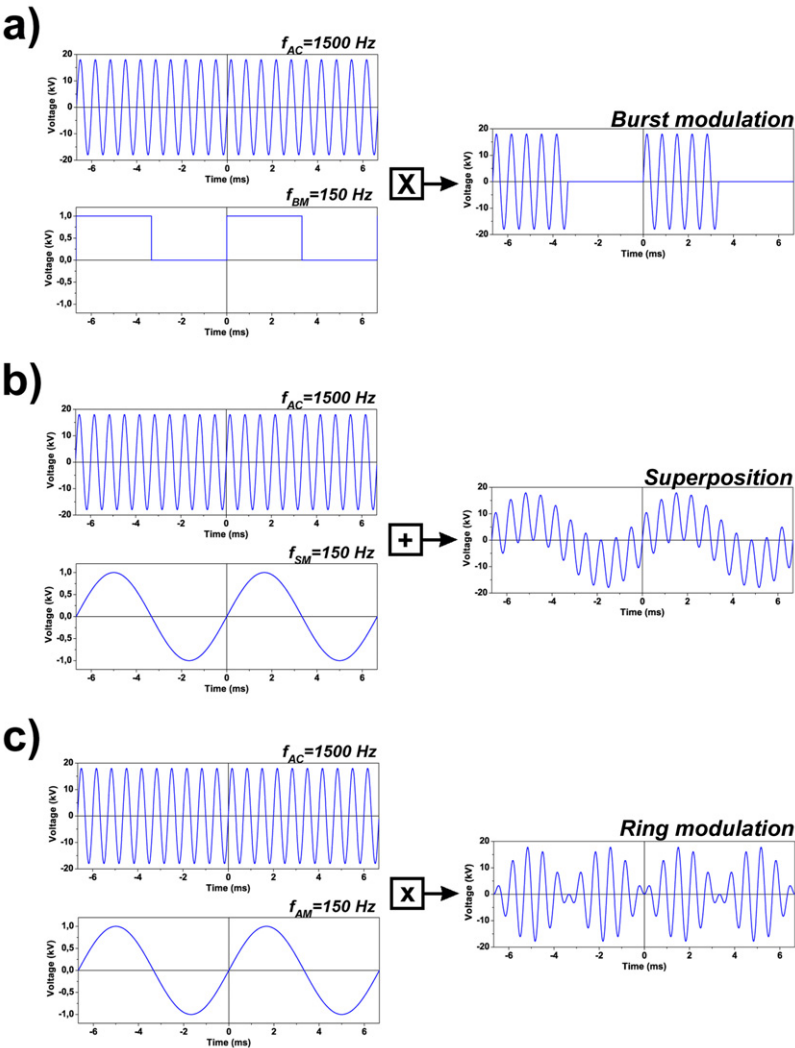 a)
fAC=1500 Hz
20
10
0
-10
-20
Voltage (kV)
-6 -4 -2 0 2 4 6
Time (ms)
fBM=150 Hz
1,0
0,5
0,0
-0,5
-1,0
Voltage (kV)
-6 -4 -2 0 2 4 6
Time (ms)
X
Burst modulation
20
10
0
-10
-20
Voltage (kV)
-6 -4 -2 0 2 4 6
Time (ms)
b)
fAC=1500 Hz
20
10
0
-10
-20
Voltage (kV)
-6 -4 -2 0 2 4 6
Time (ms)
fSM=150 Hz
1,0
0,5
0,0
-0,5
-1,0
Voltage (kV)
-6 -4 -2 0 2 4 6
Time (ms)
+
Superposition
20
10
0
-10
-20
Voltage (kV)
-6 -4 -2 0 2 4 6
Time (ms)
c)
fAC=1500 Hz
20
10
0
-10
-20
Voltage (kV)
-6 -4 -2 0 2 4 6
Time (ms)
fAM=150 Hz
1,0
0,5
0,0
-0,5
-1,0
Voltage (kV)
-6 -4 -2 0 2 4 6
Time (ms)
x
Ring modulation
20
10
0
-10
-20
Voltage (kV)
-6 -4 -2 0 2 4 6
Time (ms)